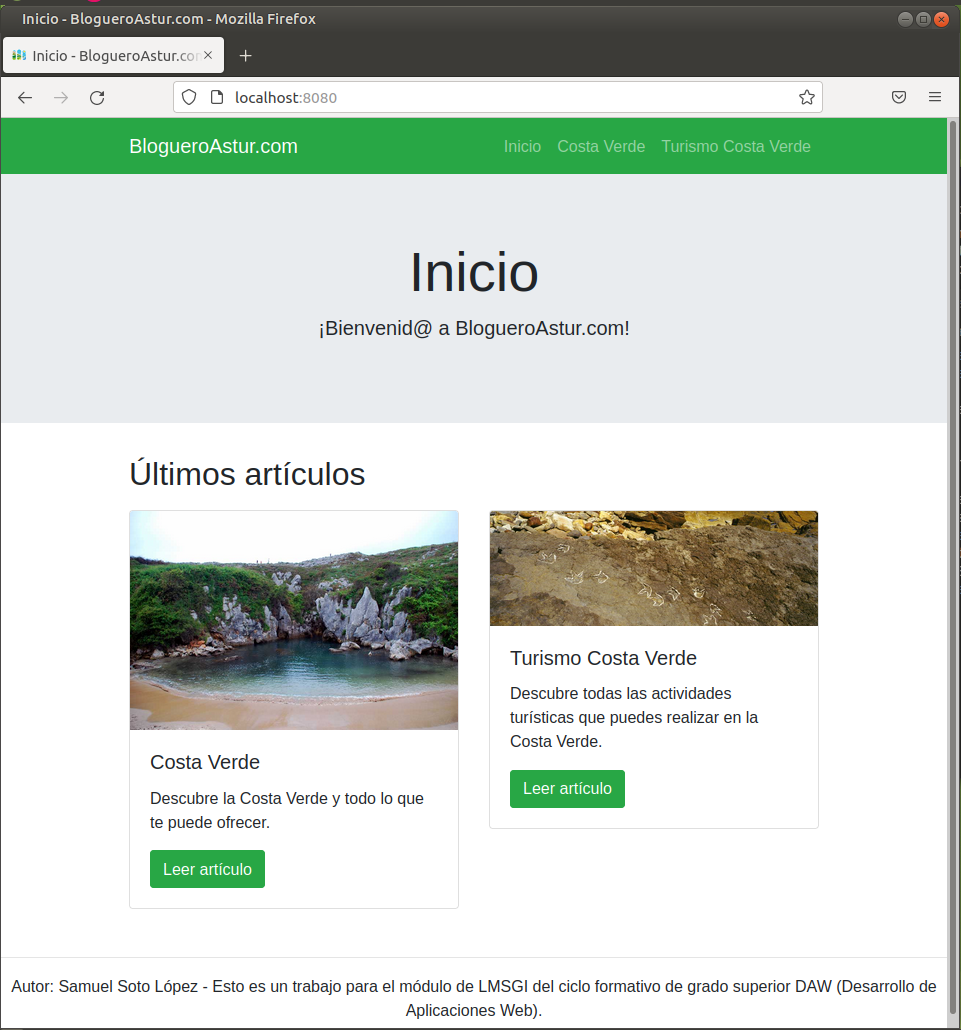 Inicio - BlogueroAstur.com - Mozilla Firefox
Inicio - BlogueroAstur.co
localhost:8080
BlogueroAstur.com
Inicio Costa Verde Turismo Costa Verde
Inicio
¡Bienvenid@ a BlogueroAstur.com!
Últimos artículos
Costa Verde
Descubre la Costa Verde y todo lo que
te puede ofrecer.
Leer artículo
Turismo Costa Verde
Descubre todas las actividades
turísticas que puedes realizar en la
Costa Verde.
Leer artículo
Autor: Samuel Soto López - Esto es un trabajo para el módulo de LMSGI del ciclo formativo de grado superior DAW (Desarrollo de
Aplicaciones Web).